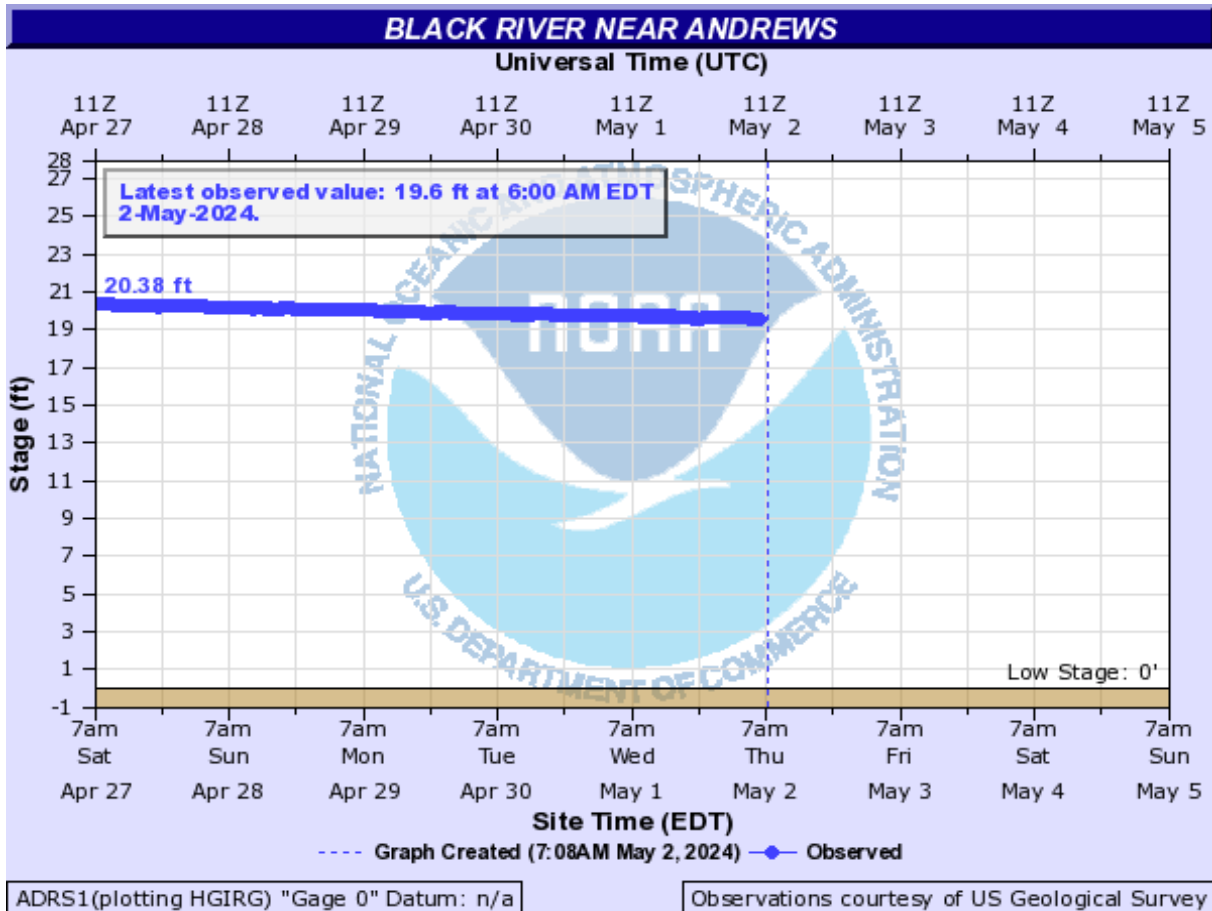 BLACK RIVER NEAR ANDREWS
Universal Time (UTC)
11Z 11Z 11Z 11Z 11Z 11Z 11Z 11Z 11Z
Apr 27 Apr 28 Apr 29 Apr 30 May 1 May 2 May 3 May 4 May 5
Latest observed value: 19.6 ft at 6:00 AM EDT
2-May-2024.
20.38 ft
Stage (ft)
28
27
25
23
21
19
17
15
13
11
9
7
5
3
1
-1
NATIONAL OCEANIC AND ATMOSPHERIC ADMINISTRATION
NOAA
U.S. DEPARTMENT OF COMMERCE
Low Stage: 0'
7am 7am 7am 7am 7am 7am 7am 7am 7am
Sat Sun Mon Tue Wed Thu Fri Sat Sun
Apr 27 Apr 28 Apr 29 Apr 30 May 1 May 2 May 3 May 4 May 5
Site Time (EDT)
Graph Created (7:08AM May 2, 2024) Observed
ADRS1(plotting HGIRG) "Gage 0" Datum: n/a
Observations courtesy of US Geological Survey